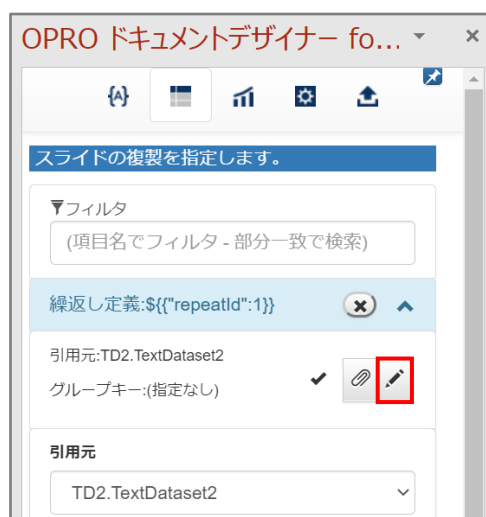 OPRO ドキュメントデザイナー fo...
{A}
スライドの複製を指定します。
フィルタ
(項目名でフィルタ - 部分一致で検索)
繰返し定義:${{"repeatId":1}}
引用元:TD2.TextDataset2
グループキー:(指定なし)
引用元
TD2.TextDataset2